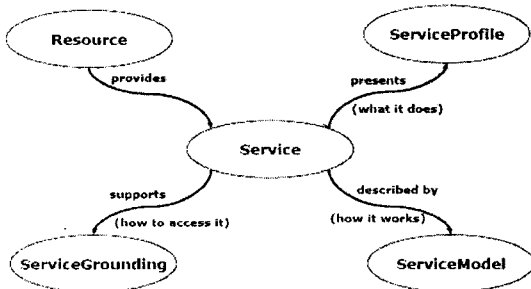 Resource
ServiceProfile
provides
presents
(what it does)
Service
supports
(how to access it)
described by
(how it works)
ServiceGrounding
ServiceModel